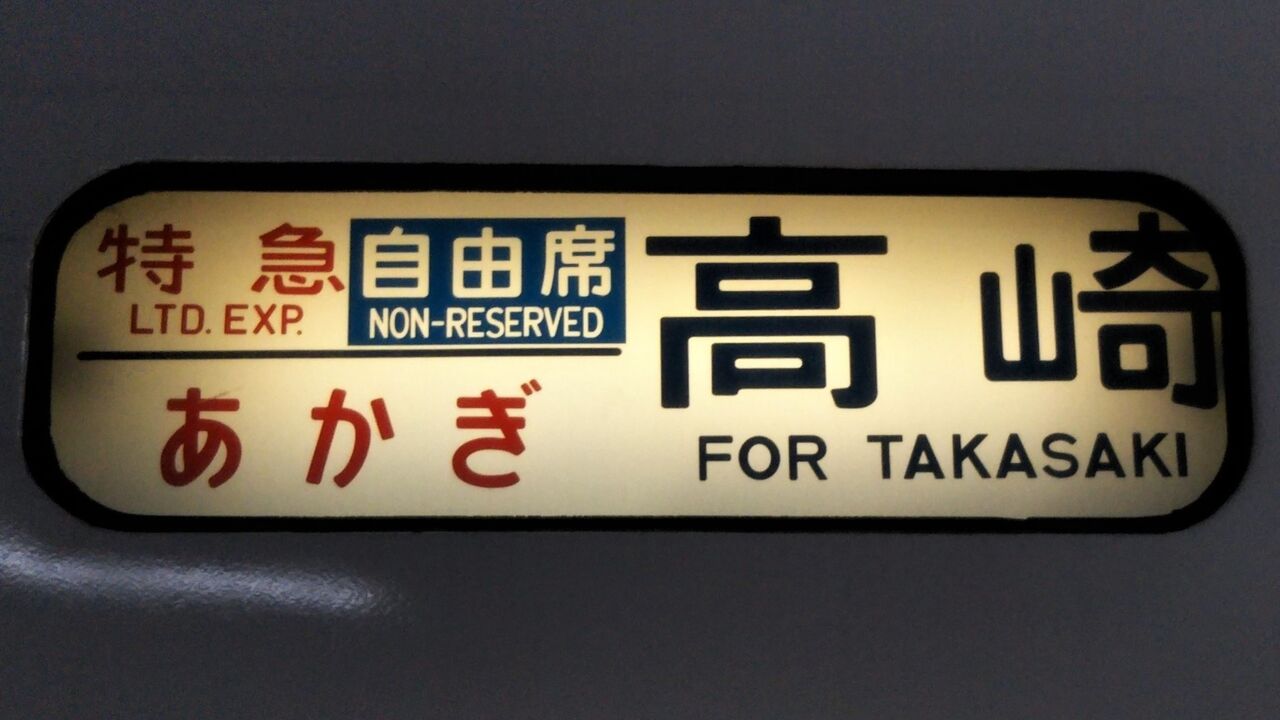 特急
LTD. EXP.
自由席
NON-RESERVED
あかぎ
高崎
FOR TAKASAKI